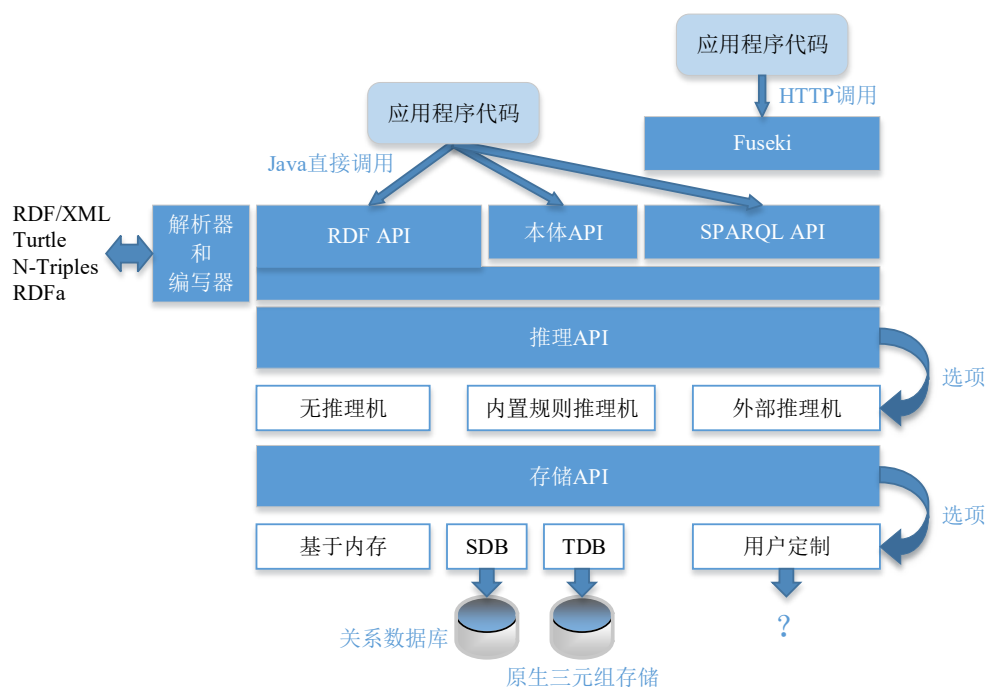 应用程序代码
HTTP调用
应用程序代码
Fuseki
Java直接调用
RDF/XML
Turtle
N-Triples
RDFa
解析器
和
编写器
RDF API
本体API
SPARQL API
推理API
选项
无推理机
内置规则推理机
外部推理机
存储API
选项
基于内存
SDB
TDB
用户定制
关系数据库
?
原生三元组存储